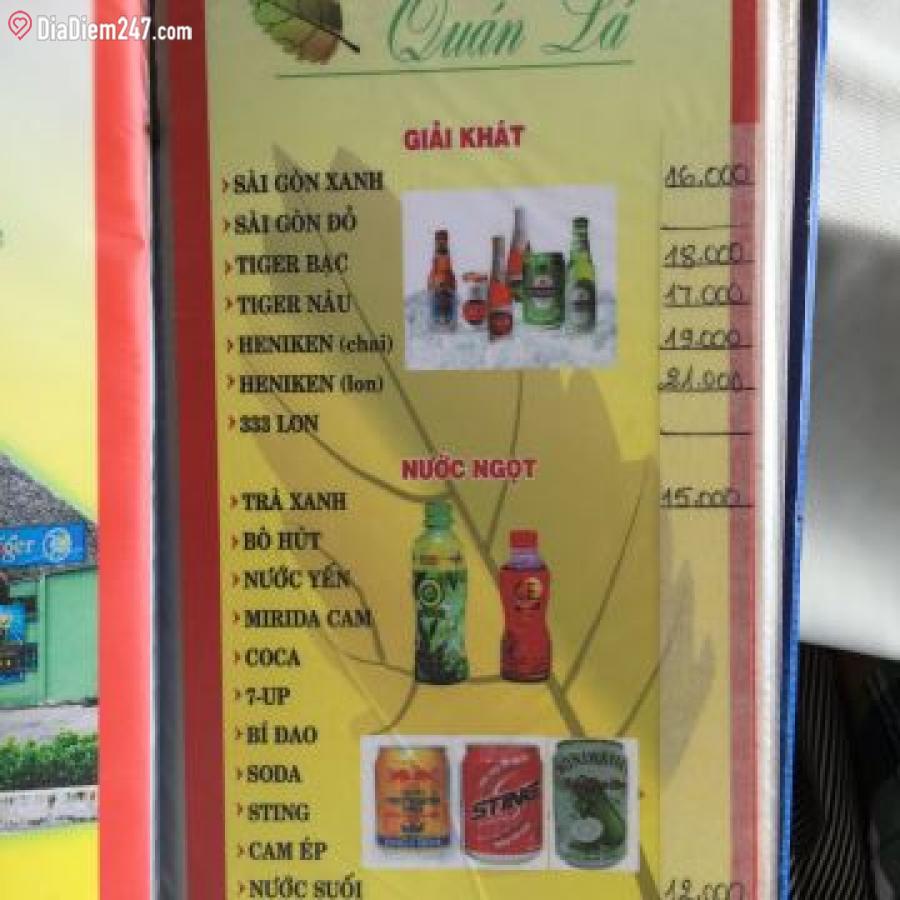 DiaDiem247.com
Quán Lá
GIẢI KHÁT
SÀI GÒN XANH 16.000
SÀI GÒN ĐỎ
TIGER BẠC 18.000
TIGER NÂU 17.000
HENIKEN (chai) 19.000
HENIKEN (lon) 21.000
333 LON
NƯỚC NGỌT
TRÀ XANH 15.000
BÒ HÚT
NƯỚC YẾN
MIRIDA CAM
COCA
7-UP
BÍ ĐAO
SODA
STING
STING
CAM ÉP
NƯỚC SUỐI 12.000